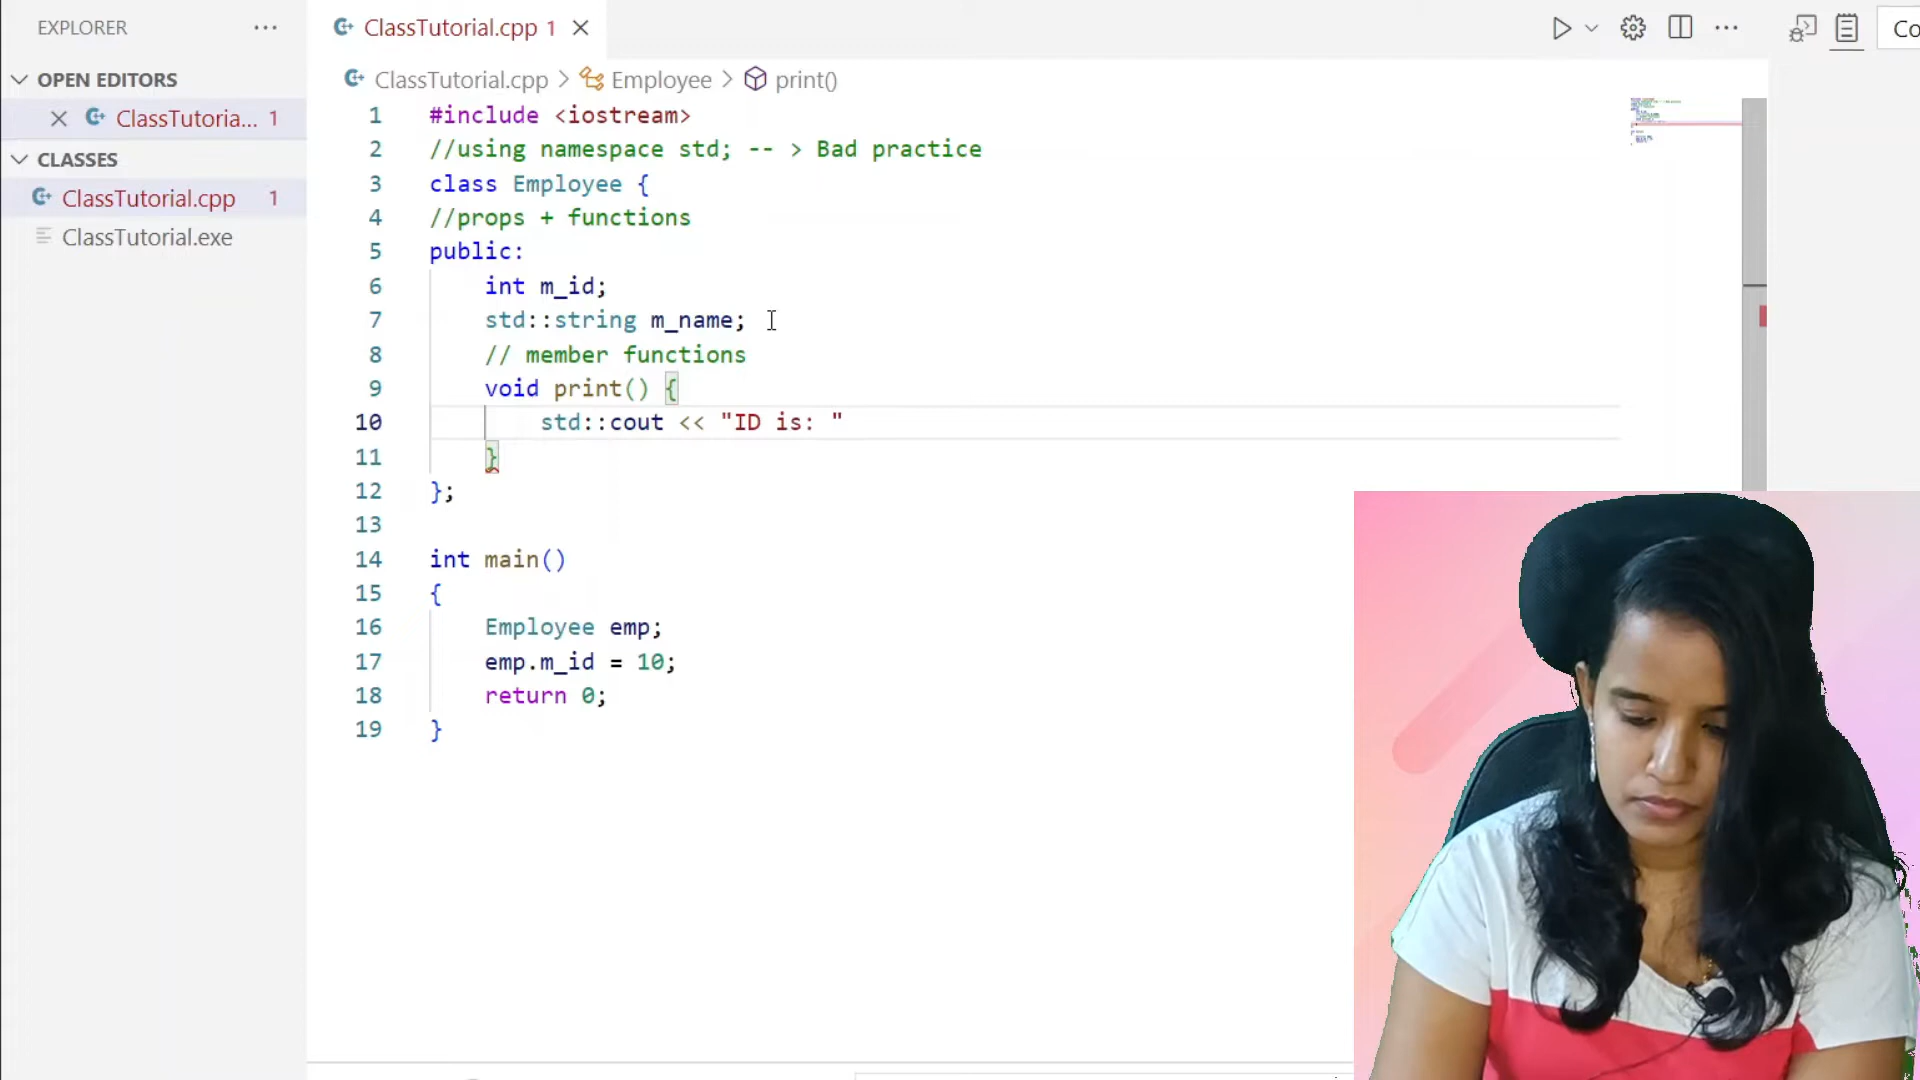 EXPLORER
OPEN EDITORS
ClassTutoria... 1
CLASSES
ClassTutorial.cpp 1
ClassTutorial.exe
ClassTutorial.cpp 1
Co
ClassTutorial.cpp > Employee > print()
1 #include <iostream>
2 //using namespace std; -- > Bad practice
3 class Employee {
4 //props + functions
5 public:
6 int m_id;
7 std::string m_name;
8 // member functions
9 void print() {
10 std::cout << "ID is: "
11 }
12 };
13
14 int main()
15 {
16 Employee emp;
17 emp.m_id = 10;
18 return 0;
19 }